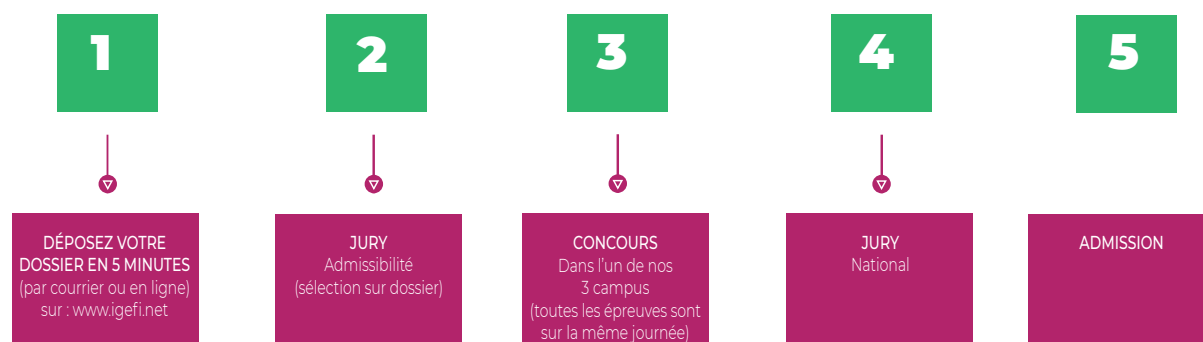 1
2
3
4
5
DÉPOSEZ VOTRE
DOSSIER EN 5 MINUTES
(par courrier ou en ligne)
sur : www.igefi.net
JURY
Admissibilité
(sélection sur dossier)
CONCOURS
Dans l'un de nos
3 campus
(toutes les épreuves sont
sur la même journée)
JURY
National
ADMISSION